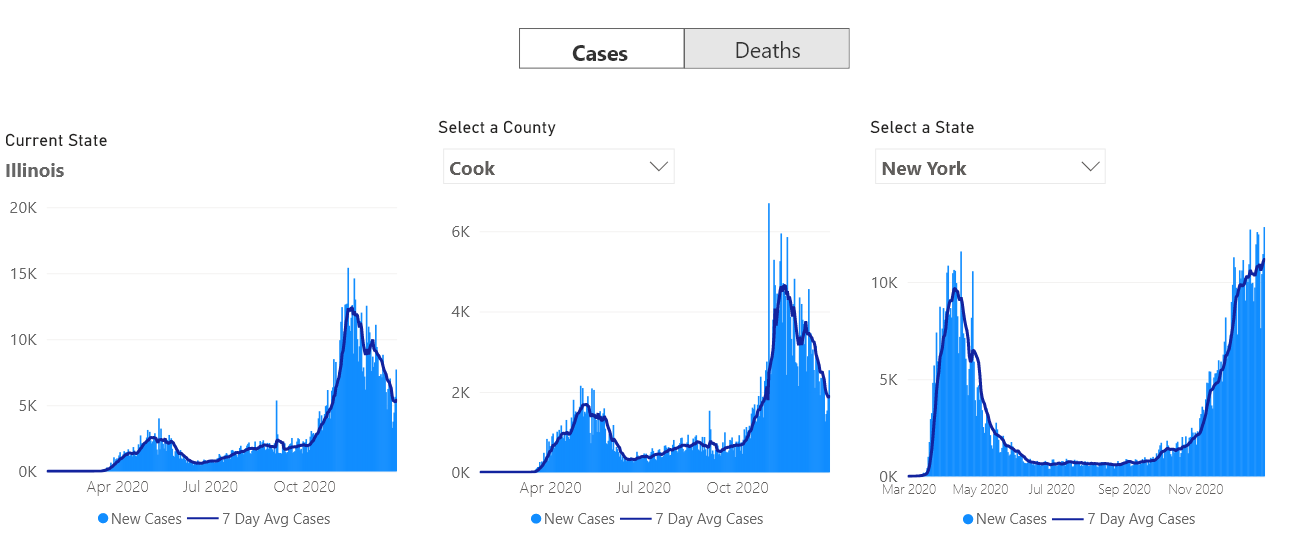 Cases
Deaths
Current State
Illinois
20K
15K
10K
5K
0K
Apr 2020 Jul 2020 Oct 2020
New Cases 7 Day Avg Cases
Select a County
Cook
6K
4K
2K
0K
Apr 2020 Jul 2020 Oct 2020
New Cases 7 Day Avg Cases
Select a State
New York
10K
5K
0K
Mar 2020 May 2020 Jul 2020 Sep 2020 Nov 2020
New Cases 7 Day Avg Cases